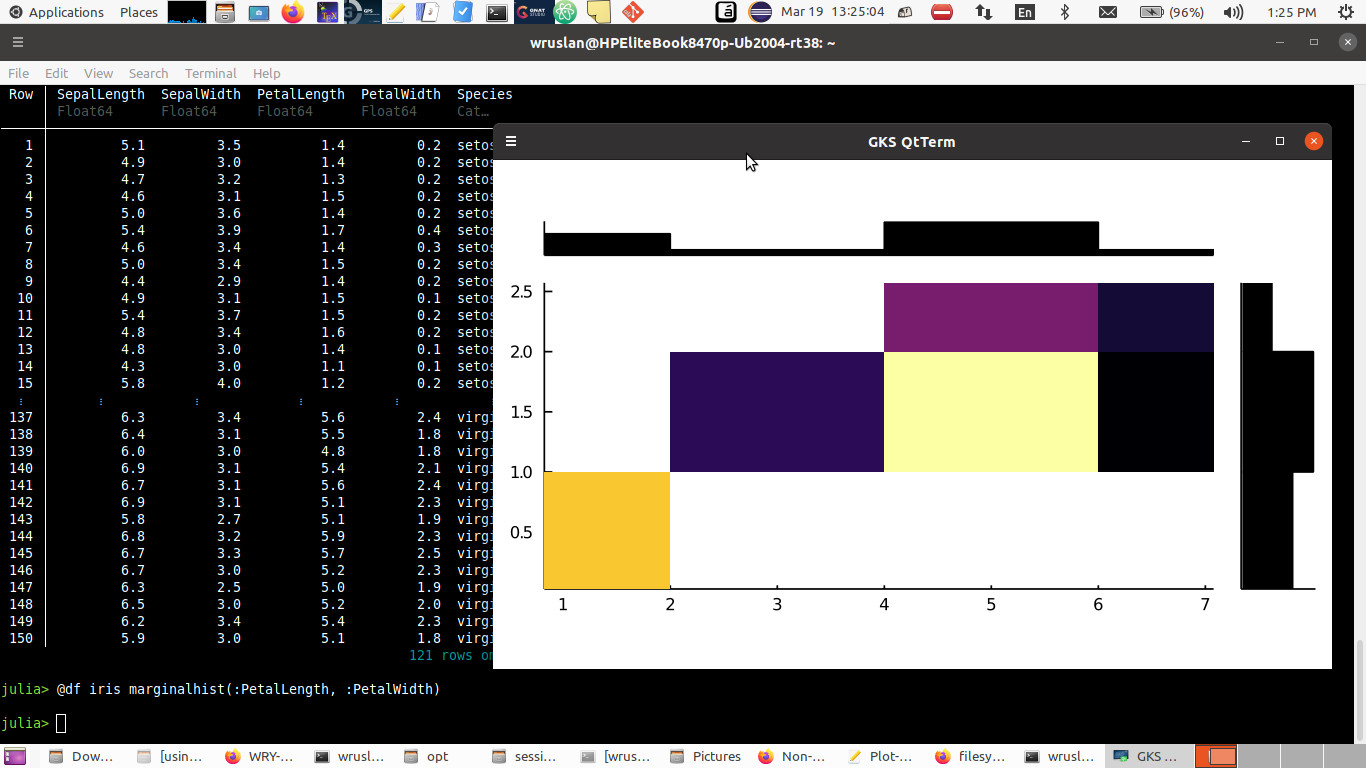 Applications Places Mar 19 13:25:04 En (96%) 1:25 PM
wruslan@HPEliteBook8470p-Ub2004-rt38: ~
File Edit View Search Terminal Help
Row SepalLength SepalWidth PetalLength PetalWidth Species
Float64 Float64 Float64 Float64 Cat…
1 5.1 3.5 1.4 0.2 setos
2 4.9 3.0 1.4 0.2 setos
3 4.7 3.2 1.3 0.2 setos
4 4.6 3.1 1.5 0.2 setos
5 5.0 3.6 1.4 0.2 setos
6 5.4 3.9 1.7 0.4 setos
7 4.6 3.4 1.4 0.3 setos
8 5.0 3.4 1.5 0.2 setos
9 4.4 2.9 1.4 0.2 setos
10 4.9 3.1 1.5 0.1 setos
11 5.4 3.7 1.5 0.2 setos
12 4.8 3.4 1.6 0.2 setos
13 4.8 3.0 1.4 0.1 setos
14 4.3 3.0 1.1 0.1 setos
15 5.8 4.0 1.2 0.2 setos
⋮ ⋮ ⋮ ⋮ ⋮
137 6.3 3.4 5.6 2.4 virgi
138 6.4 3.1 5.5 1.8 virgi
139 6.0 3.0 4.8 1.8 virgi
140 6.9 3.1 5.4 2.1 virgi
141 6.7 3.1 5.6 2.4 virgi
142 6.9 3.1 5.1 2.3 virgi
143 5.8 2.7 5.1 1.9 virgi
144 6.8 3.2 5.9 2.3 virgi
145 6.7 3.3 5.7 2.5 virgi
146 6.7 3.0 5.2 2.3 virgi
147 6.3 2.5 5.0 1.9 virgi
148 6.5 3.0 5.2 2.0 virgi
149 6.2 3.4 5.4 2.3 virgi
150 5.9 3.0 5.1 1.8 virgi
121 rows o
julia> @df iris marginalhist(:PetalLength, :PetalWidth)
julia>
GKS QtTerm
2.5
2.0
1.5
1.0
0.5
1 2 3 4 5 6 7
Dow... [usin... WRY-... wrusl... opt sessi... [wrus... Pictures Non-... Plot-... filesy... wrusl... GKS ...